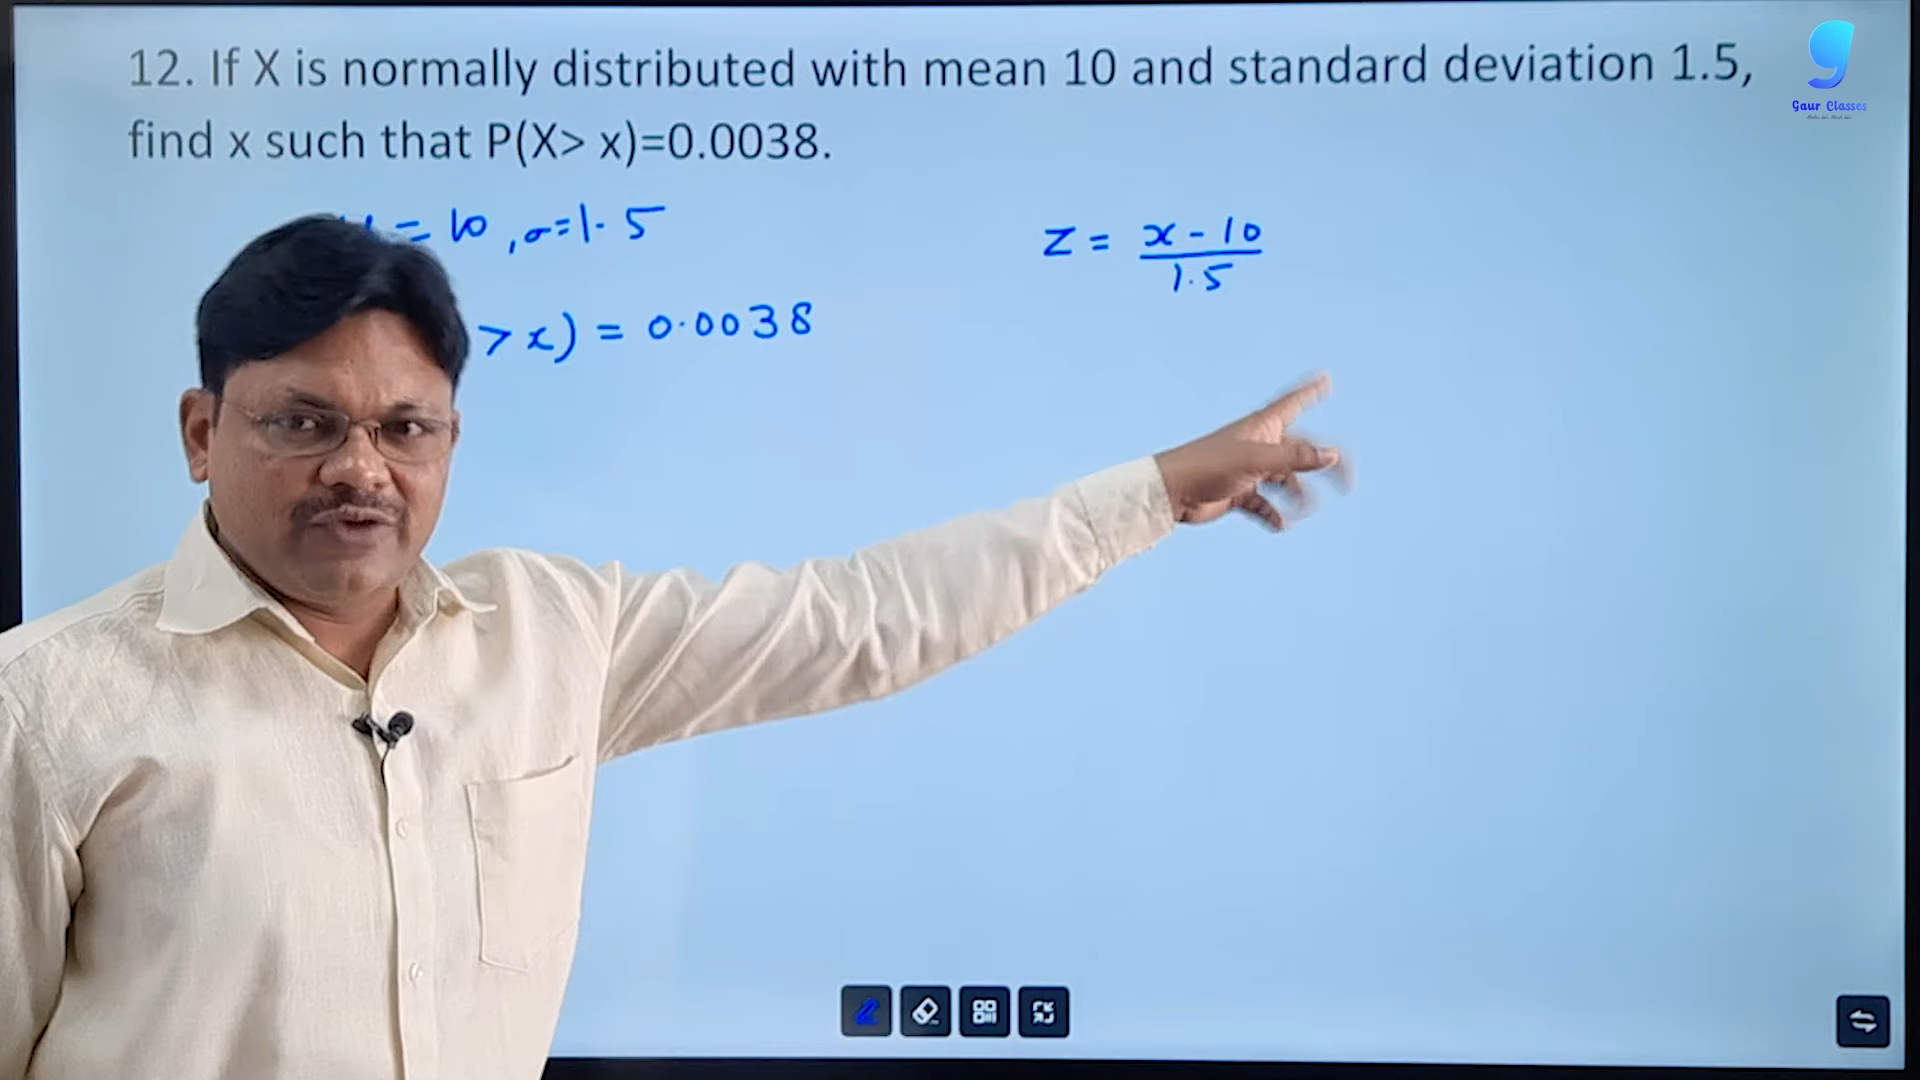 12. If X is normally distributed with mean 10 and standard deviation 1.5,
find x such that P(X> x)=0.0038.
Gaur Classes
= 10 , σ=1.5
z = x - 10 / 1.5
> x) = 0.0038